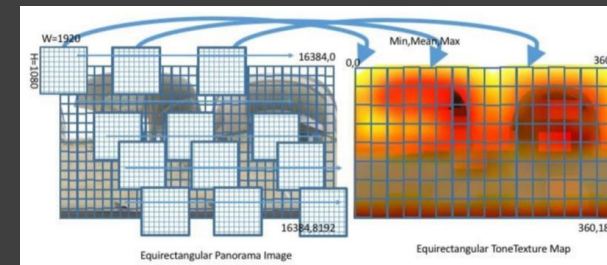 W=1920
H=1080
16384,0
16384,8192
Equirectangular Panorama Image
Min,Mean,Max
0,0
360
360,18
Equirectangular ToneTexture Map